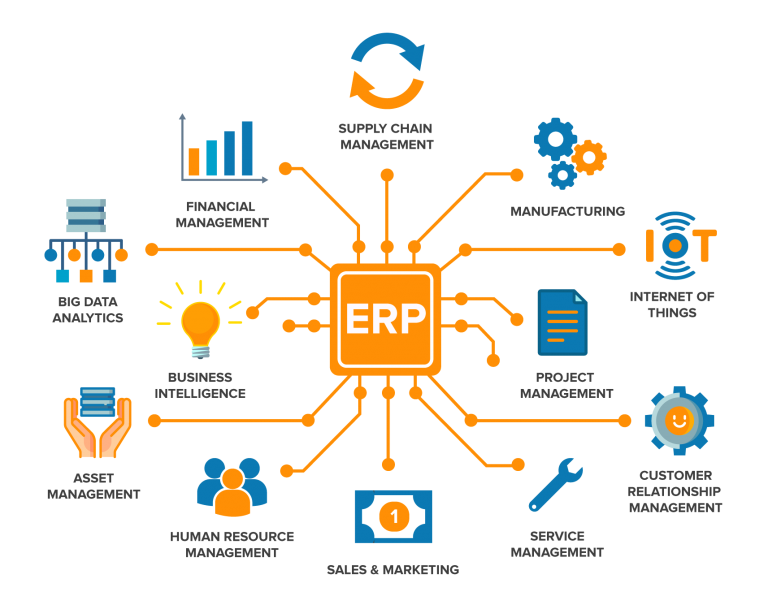 SUPPLY CHAIN
MANAGEMENT
FINANCIAL
MANAGEMENT
MANUFACTURING
BIG DATA
ANALYTICS
IOT
INTERNET OF
THINGS
ERP
BUSINESS
INTELLIGENCE
PROJECT
MANAGEMENT
ASSET
MANAGEMENT
CUSTOMER
RELATIONSHIP
MANAGEMENT
HUMAN RESOURCE
MANAGEMENT
1
SALES & MARKETING
SERVICE
MANAGEMENT